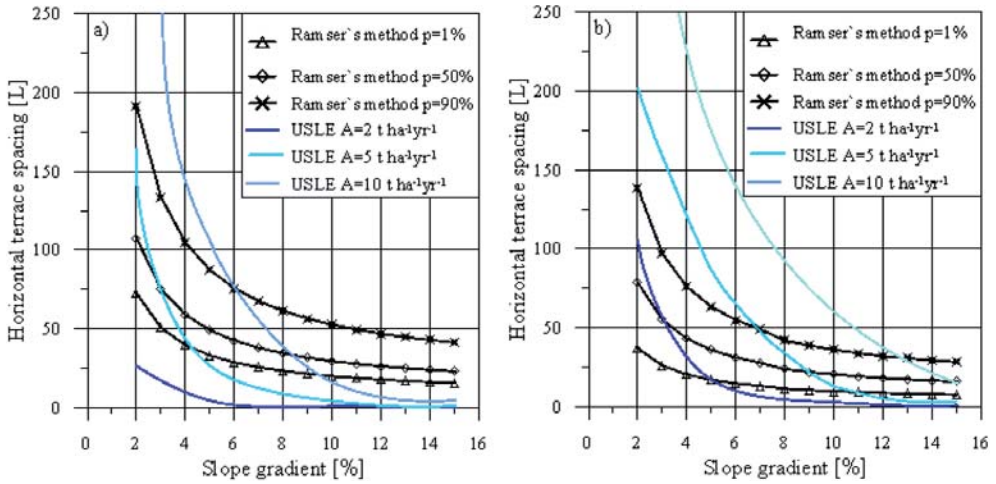 a)
Ramser`s method p=1%
Ramser`s method p=50%
Ramser`s method p=90%
USLE A=2 t ha⁻¹yr⁻¹
USLE A=5 t ha⁻¹yr⁻¹
USLE A=10 t ha⁻¹yr⁻¹
Horizontal terrace spacing [L]
250
200
150
100
50
0
0 2 4 6 8 10 12 14 16
Slope gradient [%]
b)
Ramser`s method p=1%
Ramser`s method p=50%
Ramser`s method p=90%
USLE A=2 t ha⁻¹yr⁻¹
USLE A=5 t ha⁻¹yr⁻¹
USLE A=10 t ha⁻¹yr⁻¹
Horizontal terrace spacing [L]
250
200
150
100
50
0
0 2 4 6 8 10 12 14 16
Slope gradient [%]